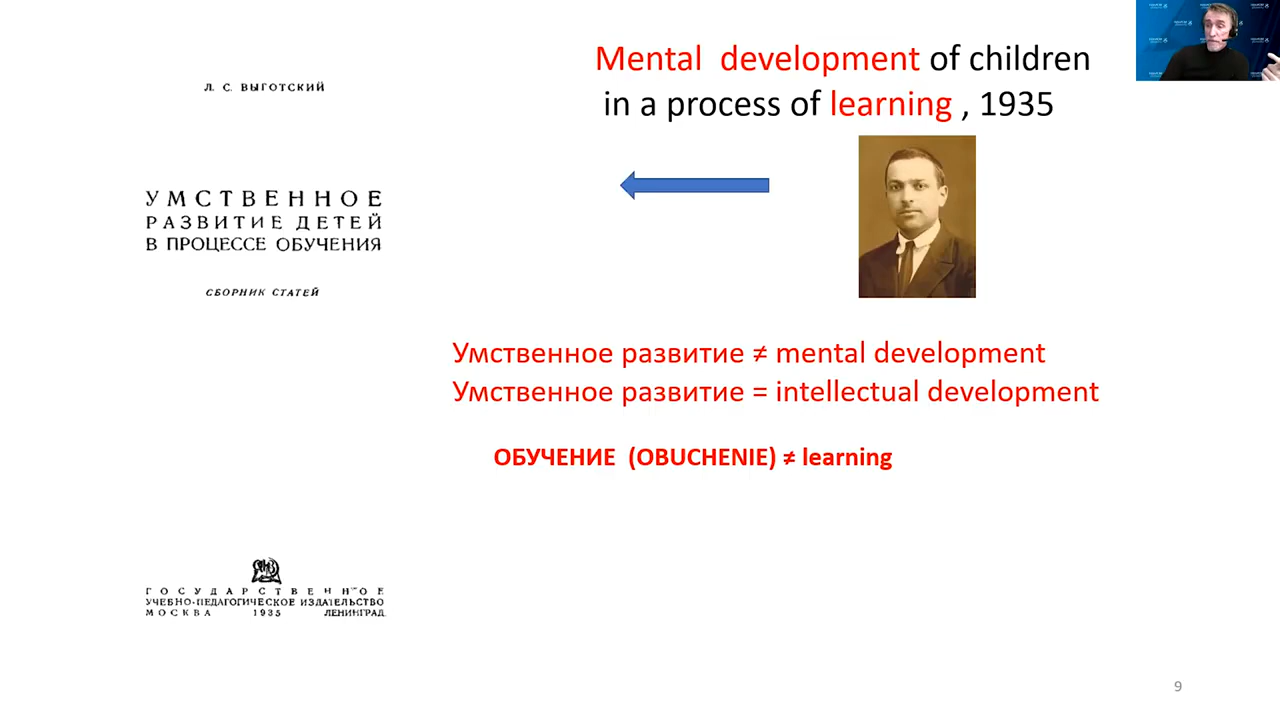 Л. С. ВЫГОТСКИЙ
УМСТВЕННОЕ
РАЗВИТИЕ ДЕТЕЙ
В ПРОЦЕССЕ ОБУЧЕНИЯ
СБОРНИК СТАТЕЙ
ГОСУДАРСТВЕННОЕ
УЧЕБНО-ПЕДАГОГИЧЕСКОЕ ИЗДАТЕЛЬСТВО
МОСКВА 1935 ЛЕНИНГРАД
Mental development of children
in a process of learning , 1935
Умственное развитие ≠ mental development
Умственное развитие = intellectual development
ОБУЧЕНИЕ (OBUCHENIE) ≠ learning
9